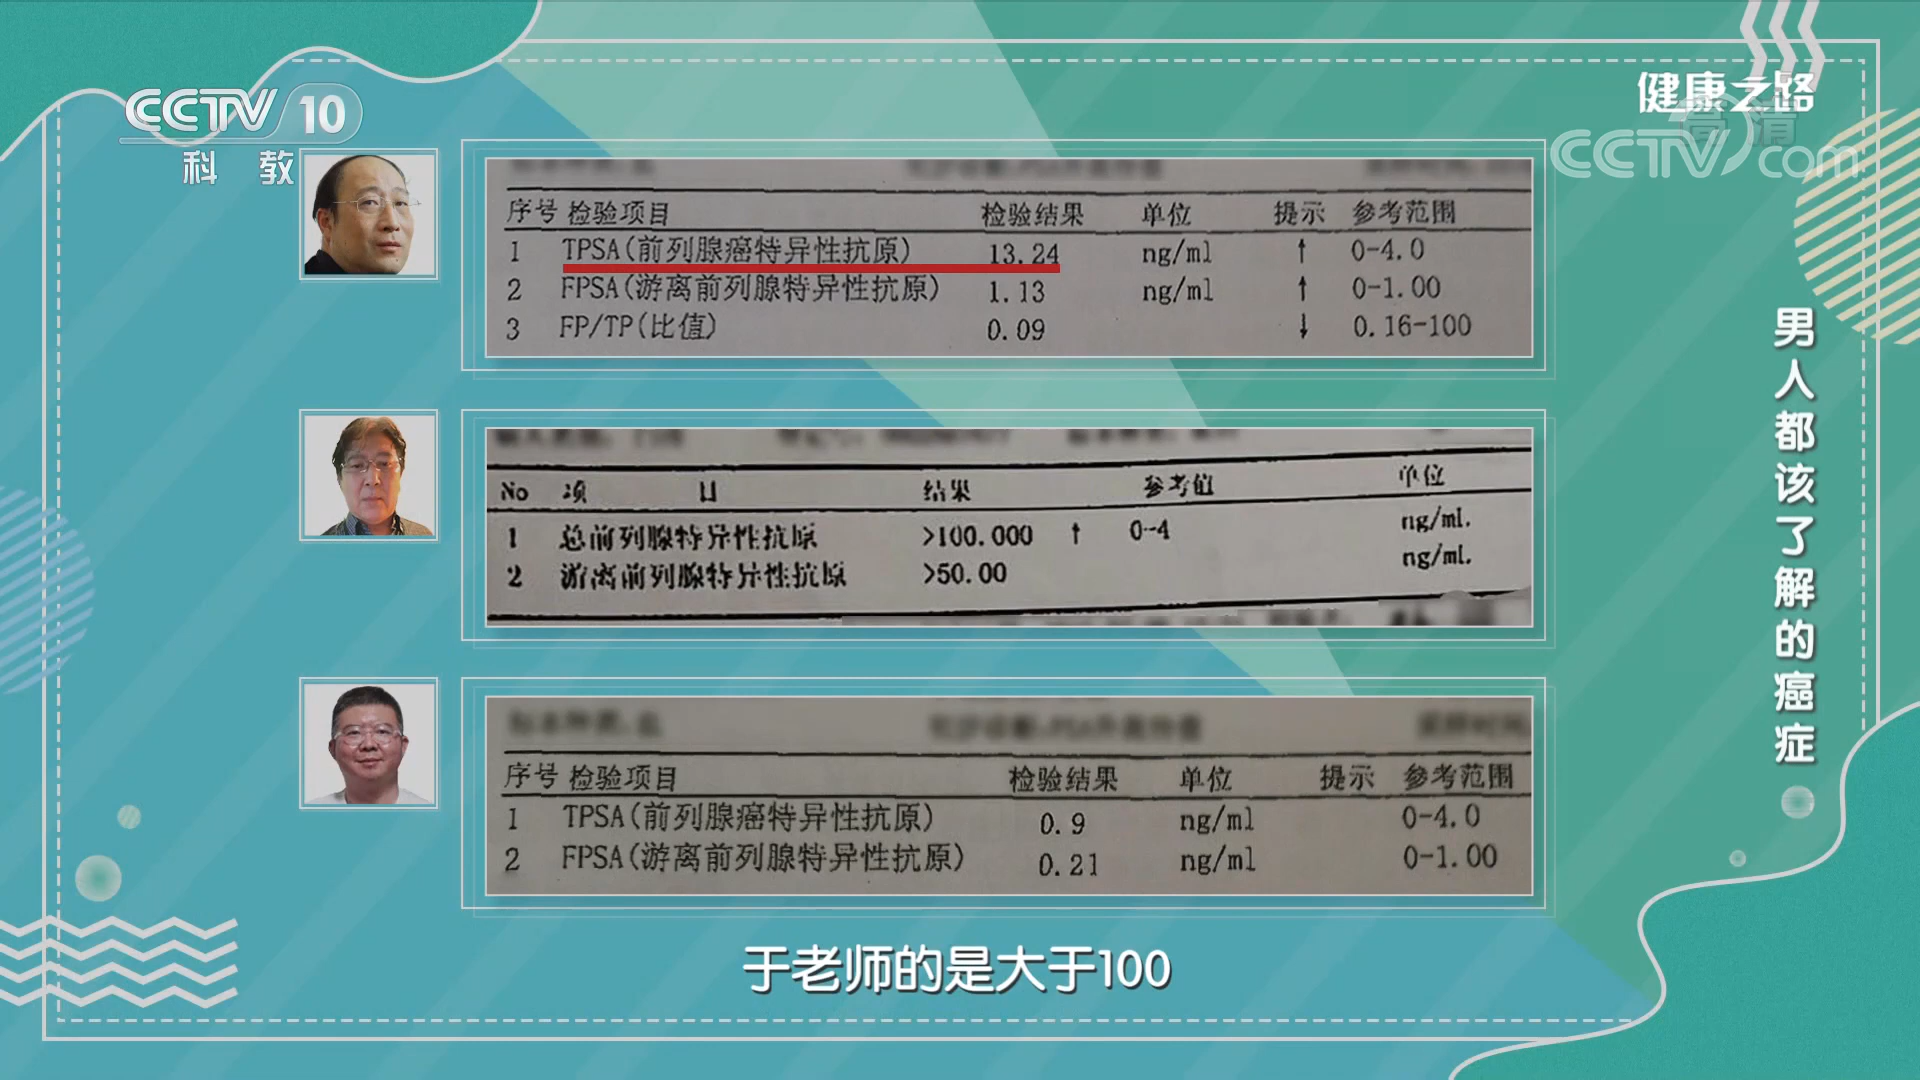 CCTV 10
科 教
健康之路
高清
CCTV.com
序号 检验项目 检验结果 单位 提示 参考范围
1 TPSA(前列腺癌特异性抗原) 13.24 ng/ml ↑ 0-4.0
2 FPSA(游离前列腺特异性抗原) 1.13 ng/ml ↑ 0-1.00
3 FP/TP(比值) 0.09 ↓ 0.16-100
No 项 目 结果 参考值 单位
1 总前列腺特异性抗原 >100.000 ↑ 0-4 ng/ml.
2 游离前列腺特异性抗原 >50.00 ng/ml.
序号 检验项目 检验结果 单位 提示 参考范围
1 TPSA(前列腺癌特异性抗原) 0.9 ng/ml 0-4.0
2 FPSA(游离前列腺特异性抗原) 0.21 ng/ml 0-1.00
男人都该了解的癌症
于老师的是大于100